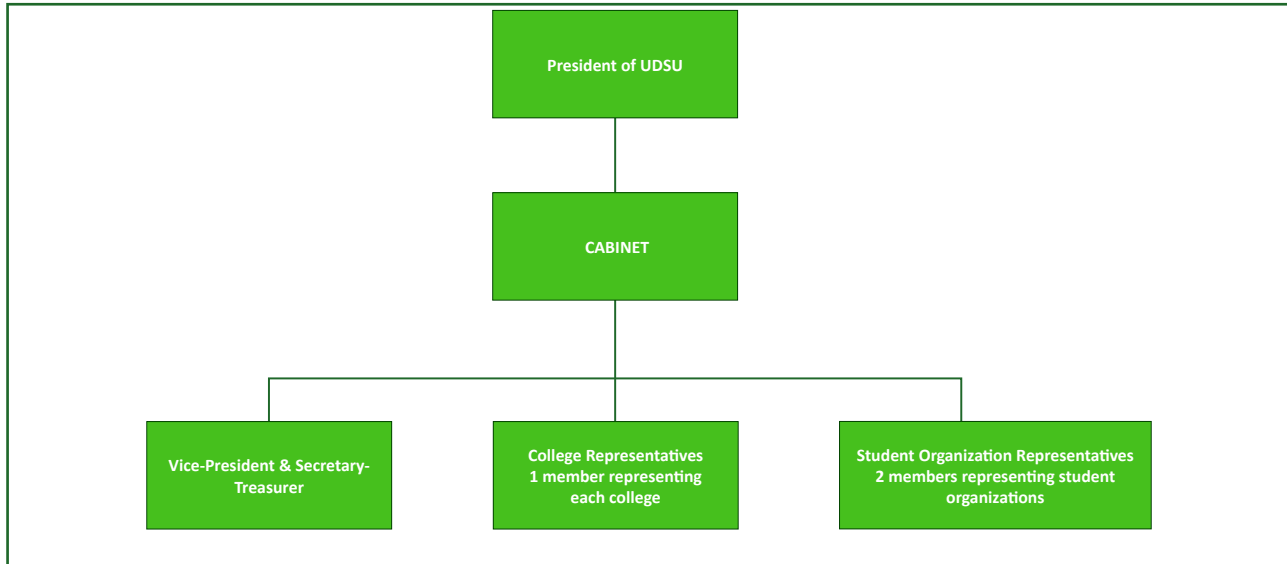 President of UDSU
CABINET
Vice-President & Secretary-
Treasurer
College Representatives
1 member representing
each college
Student Organization Representatives
2 members representing student
organizations